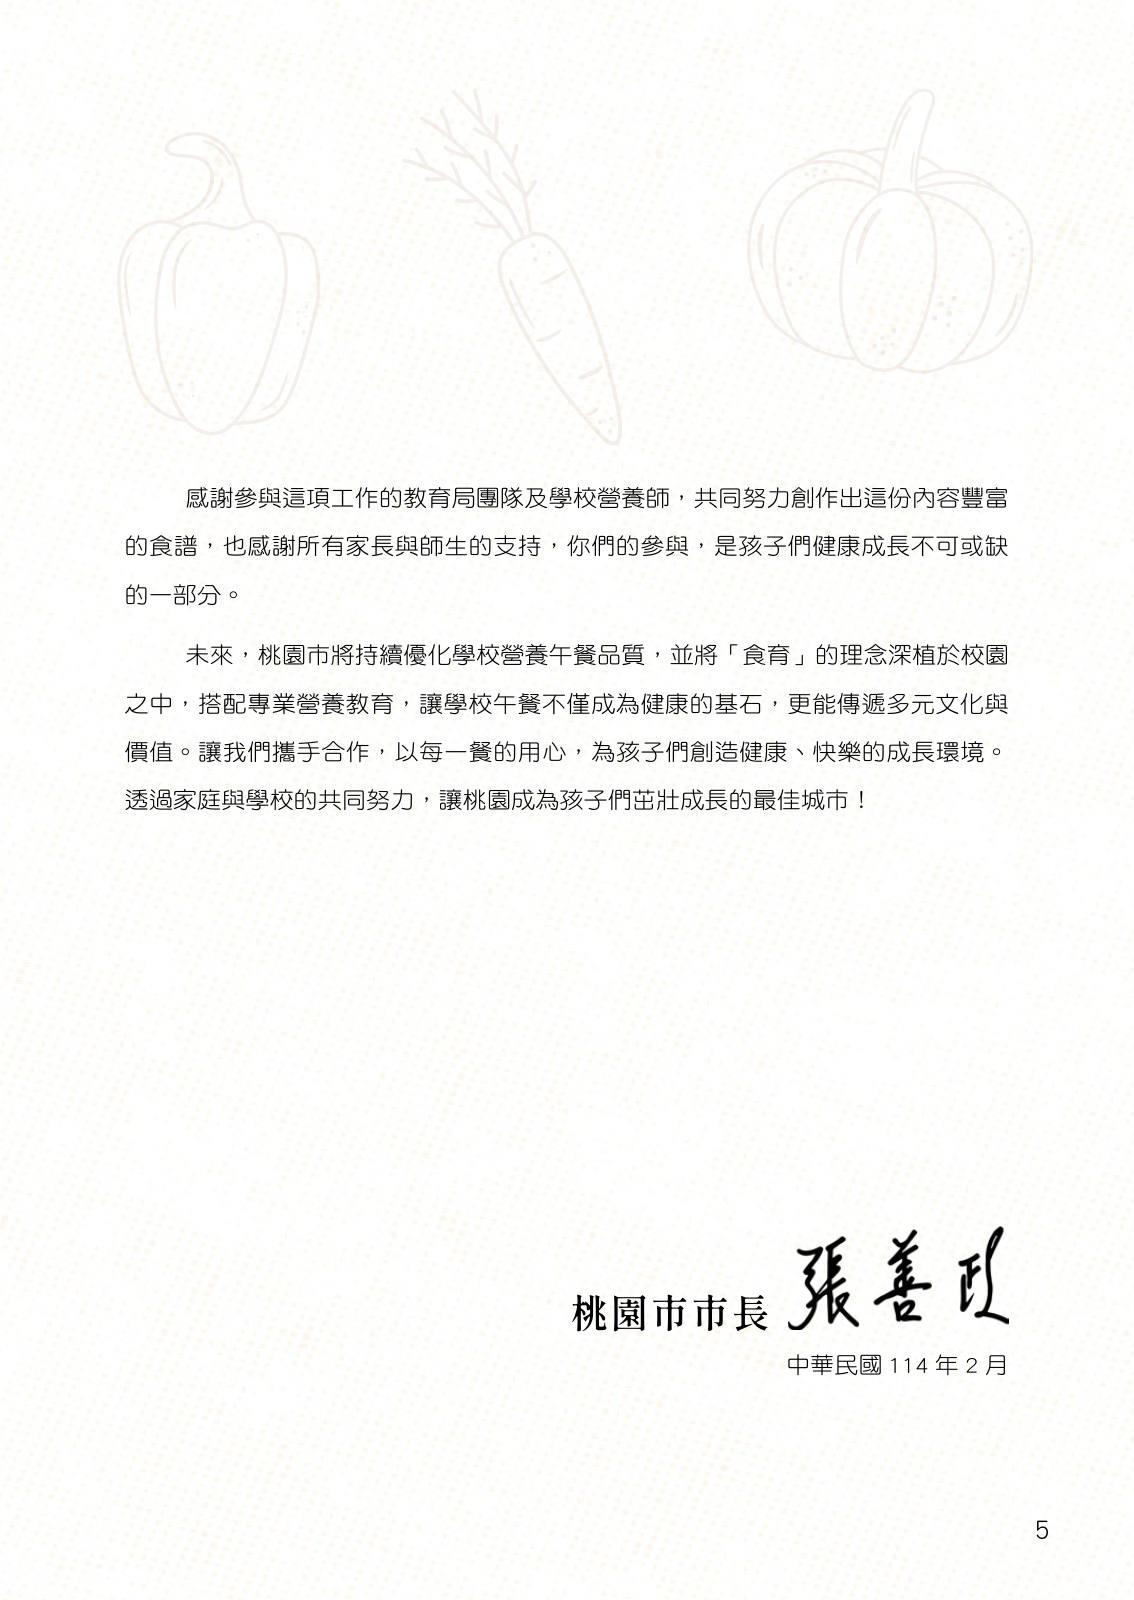 感謝參與這項工作的教育局團隊及學校營養師，共同努力創作出這份內容豐富
的食譜，也感謝所有家長與師生的支持，你們的參與，是孩子們健康成長不可或缺
的一部分。
未來，桃園市將持續優化學校營養午餐品質，並將「食育」的理念深植於校園
之中，搭配專業營養教育，讓學校午餐不僅成為健康的基石，更能傳遞多元文化與
價值。讓我們攜手合作，以每一餐的用心，為孩子們創造健康、快樂的成長環境。
透過家庭與學校的共同努力，讓桃園成為孩子們茁壯成長的最佳城市！
桃園市市長 張善政
中華民國 114 年 2 月
5